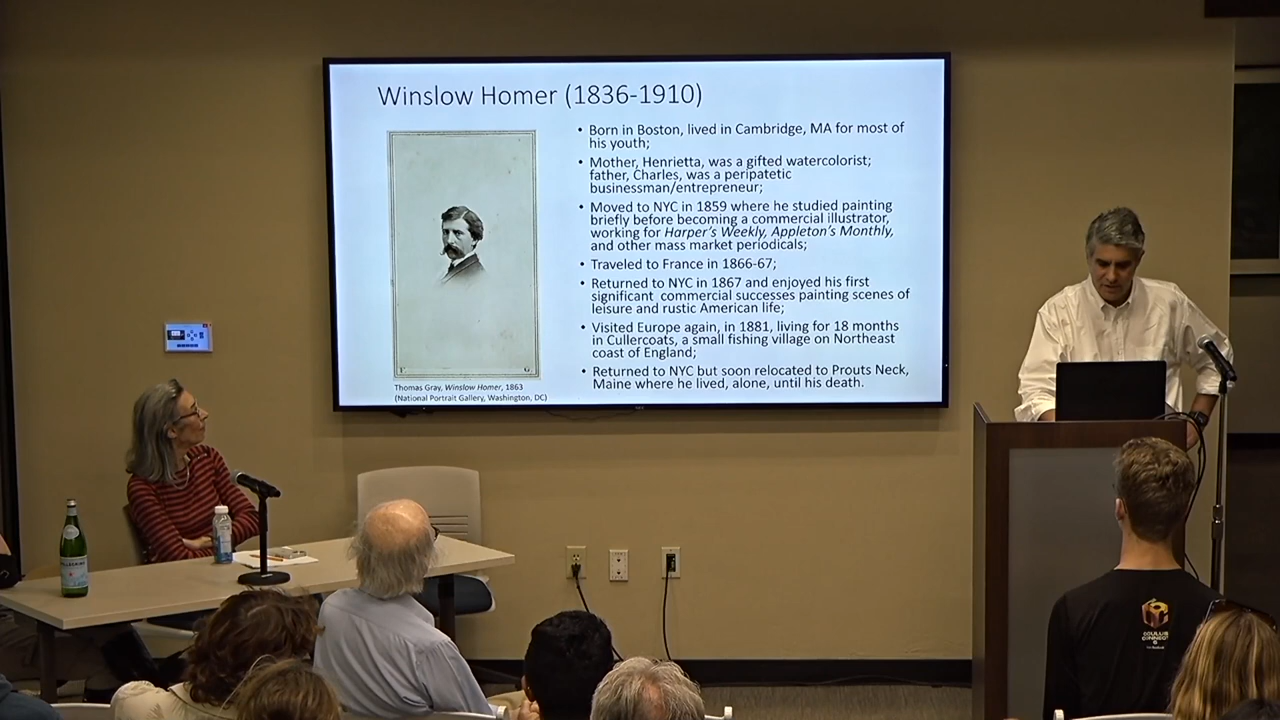 Winslow Homer (1836-1910)
• Born in Boston, lived in Cambridge, MA for most of
his youth;
• Mother, Henrietta, was a gifted watercolorist;
father, Charles, was a peripatetic
businessman/entrepreneur;
• Moved to NYC in 1859 where he studied painting
briefly before becoming a commercial illustrator,
working for Harper's Weekly, Appleton's Monthly,
and other mass market periodicals;
• Traveled to France in 1866-67;
• Returned to NYC in 1867 and enjoyed his first
significant commercial successes painting scenes of
leisure and rustic American life;
• Visited Europe again, in 1881, living for 18 months
in Cullercoats, a small fishing village on Northeast
coast of England;
• Returned to NYC but soon relocated to Prouts Neck,
Maine where he lived, alone, until his death.
Thomas Gray, Winslow Homer, 1863
(National Portrait Gallery, Washington, DC)
OCULUS
CONNECT